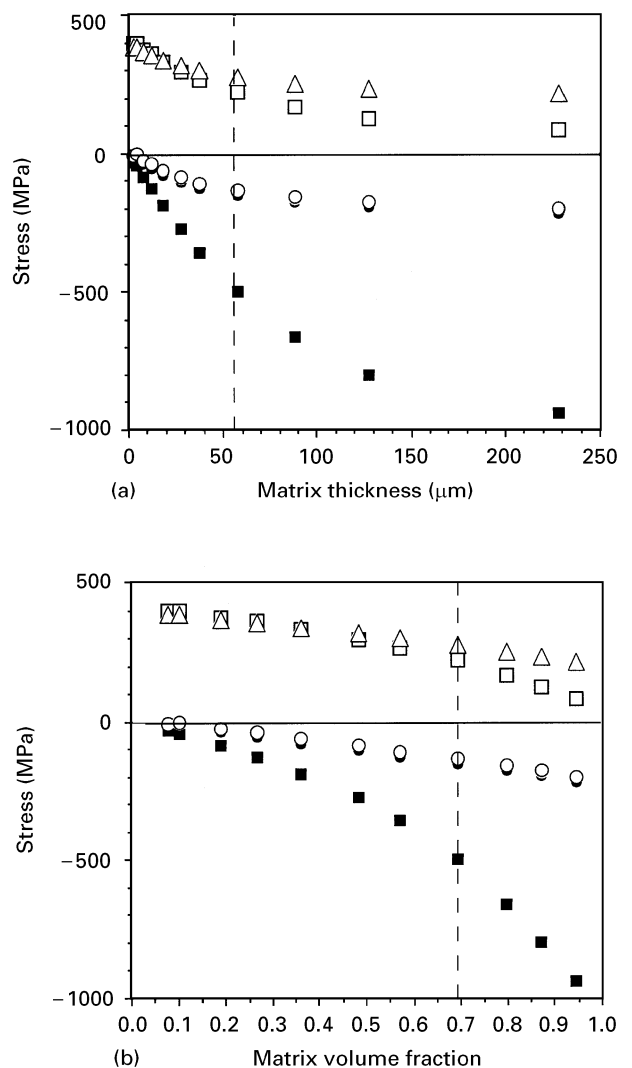 500
0
−500
−1000
Stress (MPa)
0 50 100 150 200 250
(a) Matrix thickness (μm)
500
0
−500
−1000
Stress (MPa)
0.0 0.1 0.2 0.3 0.4 0.5 0.6 0.7 0.8 0.9 1.0
(b) Matrix volume fraction